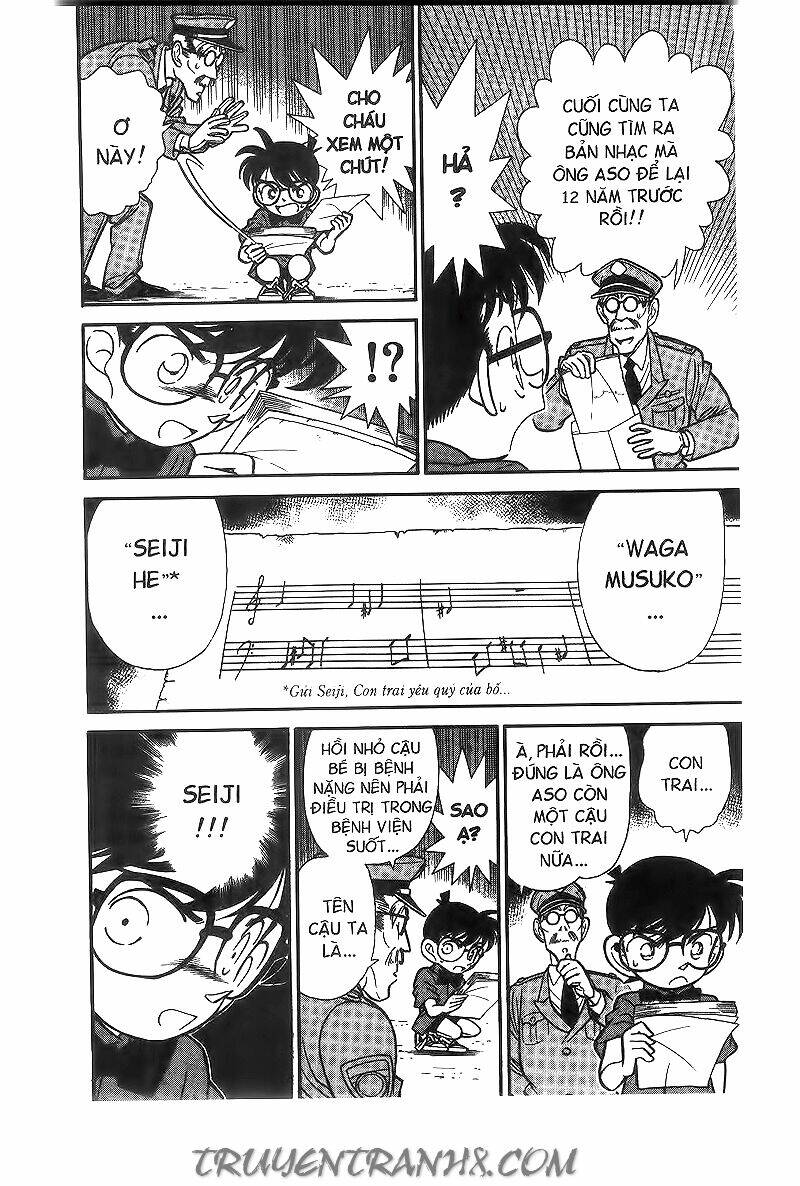 CUỐI CÙNG TA
CŨNG TÌM RA
BẢN NHẠC MÀ
ÔNG ASO ĐỂ LẠI
12 NĂM TRƯỚC
RỒI!!
HẢ
?
CHO
CHÁU
XEM MỘT
CHÚT!
Ơ
NÀY!
!?
"WAGA
MUSUKO"
...
"SEIJI
HE"*
...
*Gửi Seiji, Con trai yêu quý của bố...
CON
TRAI...
À, PHẢI RỒI...
ĐÚNG LÀ ÔNG
ASO CÒN
MỘT CẬU
CON TRAI
NỮA...
SAO
Ạ?
HỒI NHỎ CẬU
BÉ BỊ BỆNH
NẶNG NÊN PHẢI
ĐIỀU TRỊ TRONG
BỆNH VIỆN
SUỐT...
TÊN
CẬU TA
LÀ...
SEIJI
!!!
TRUYENTRANH8.COM